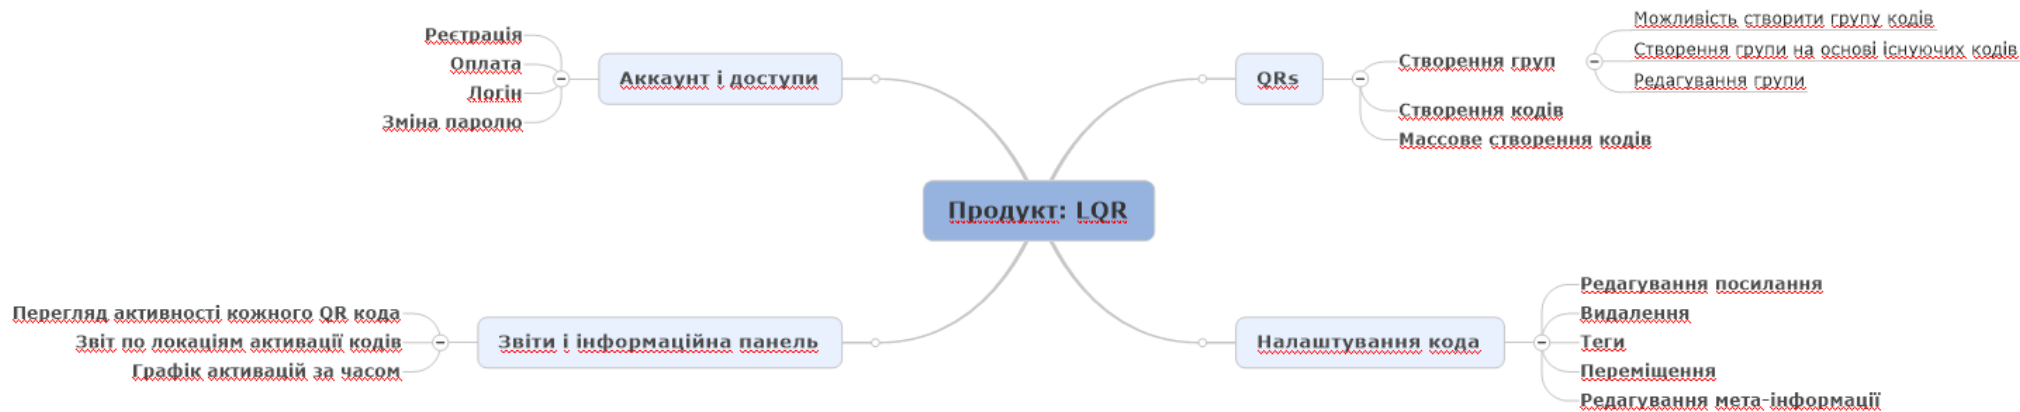 Продукт: LQR
Аккаунт і доступи
Реєстрація
Оплата
Логін
Зміна паролю
QRs
Створення груп
Можливість створити групу кодів
Створення групи на основі існуючих кодів
Редагування групи
Створення кодів
Массове створення кодів
Звіти і інформаційна панель
Перегляд активності кожного QR кода
Звіт по локаціям активації кодів
Графік активацій за часом
Налаштування кода
Редагування посилання
Видалення
Теги
Переміщення
Редагування мета-інформації